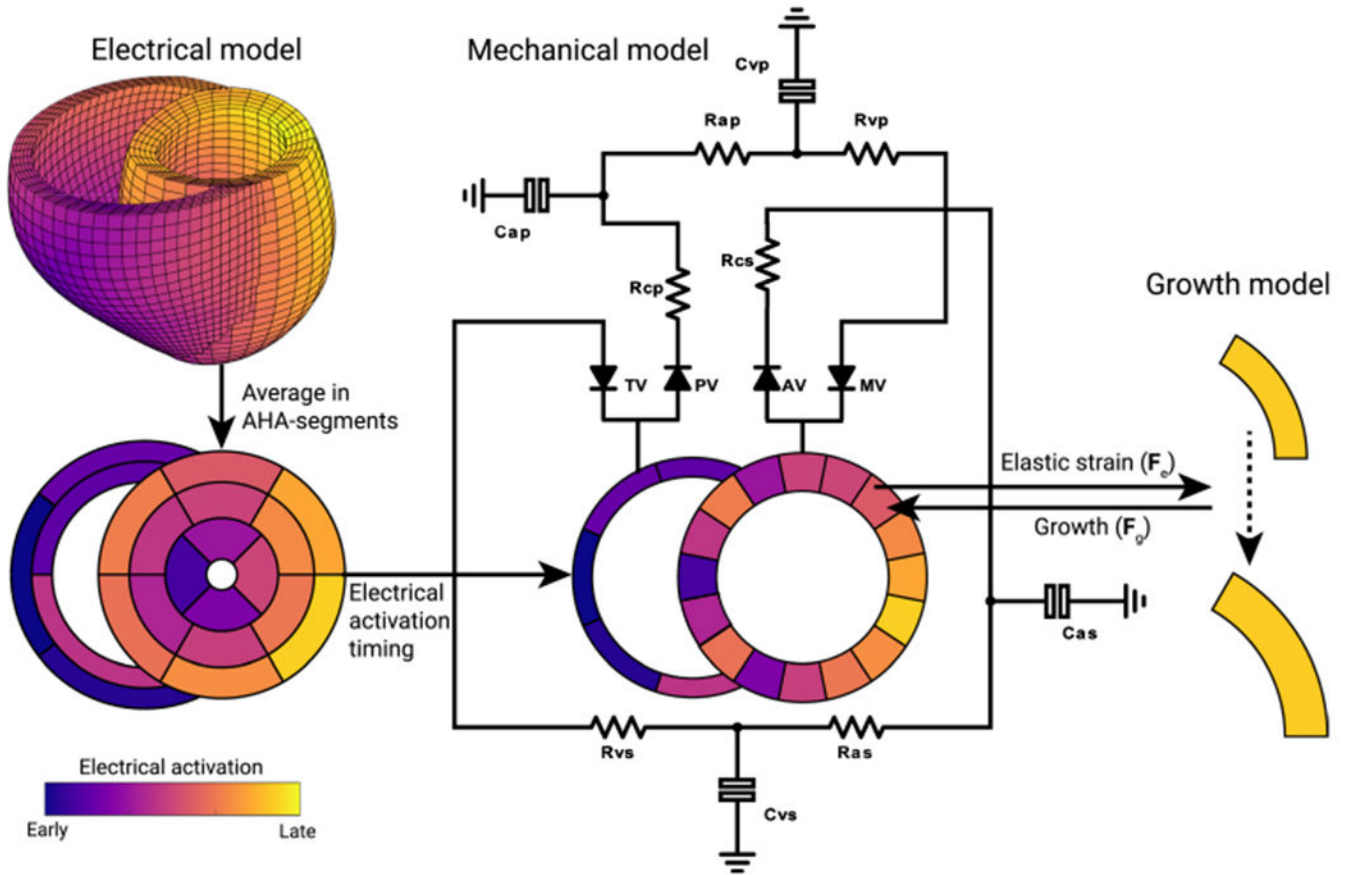 Electrical model
Mechanical model
Cvp
Rap
Rvp
Cap
Rcs
Rcp
Growth model
TV
PV
AV
MV
Average in
AHA-segments
Elastic strain (Fe)
Growth (Fg)
Electrical
activation
timing
Cas
Rvs
Ras
Electrical activation
Early
Late
Cvs